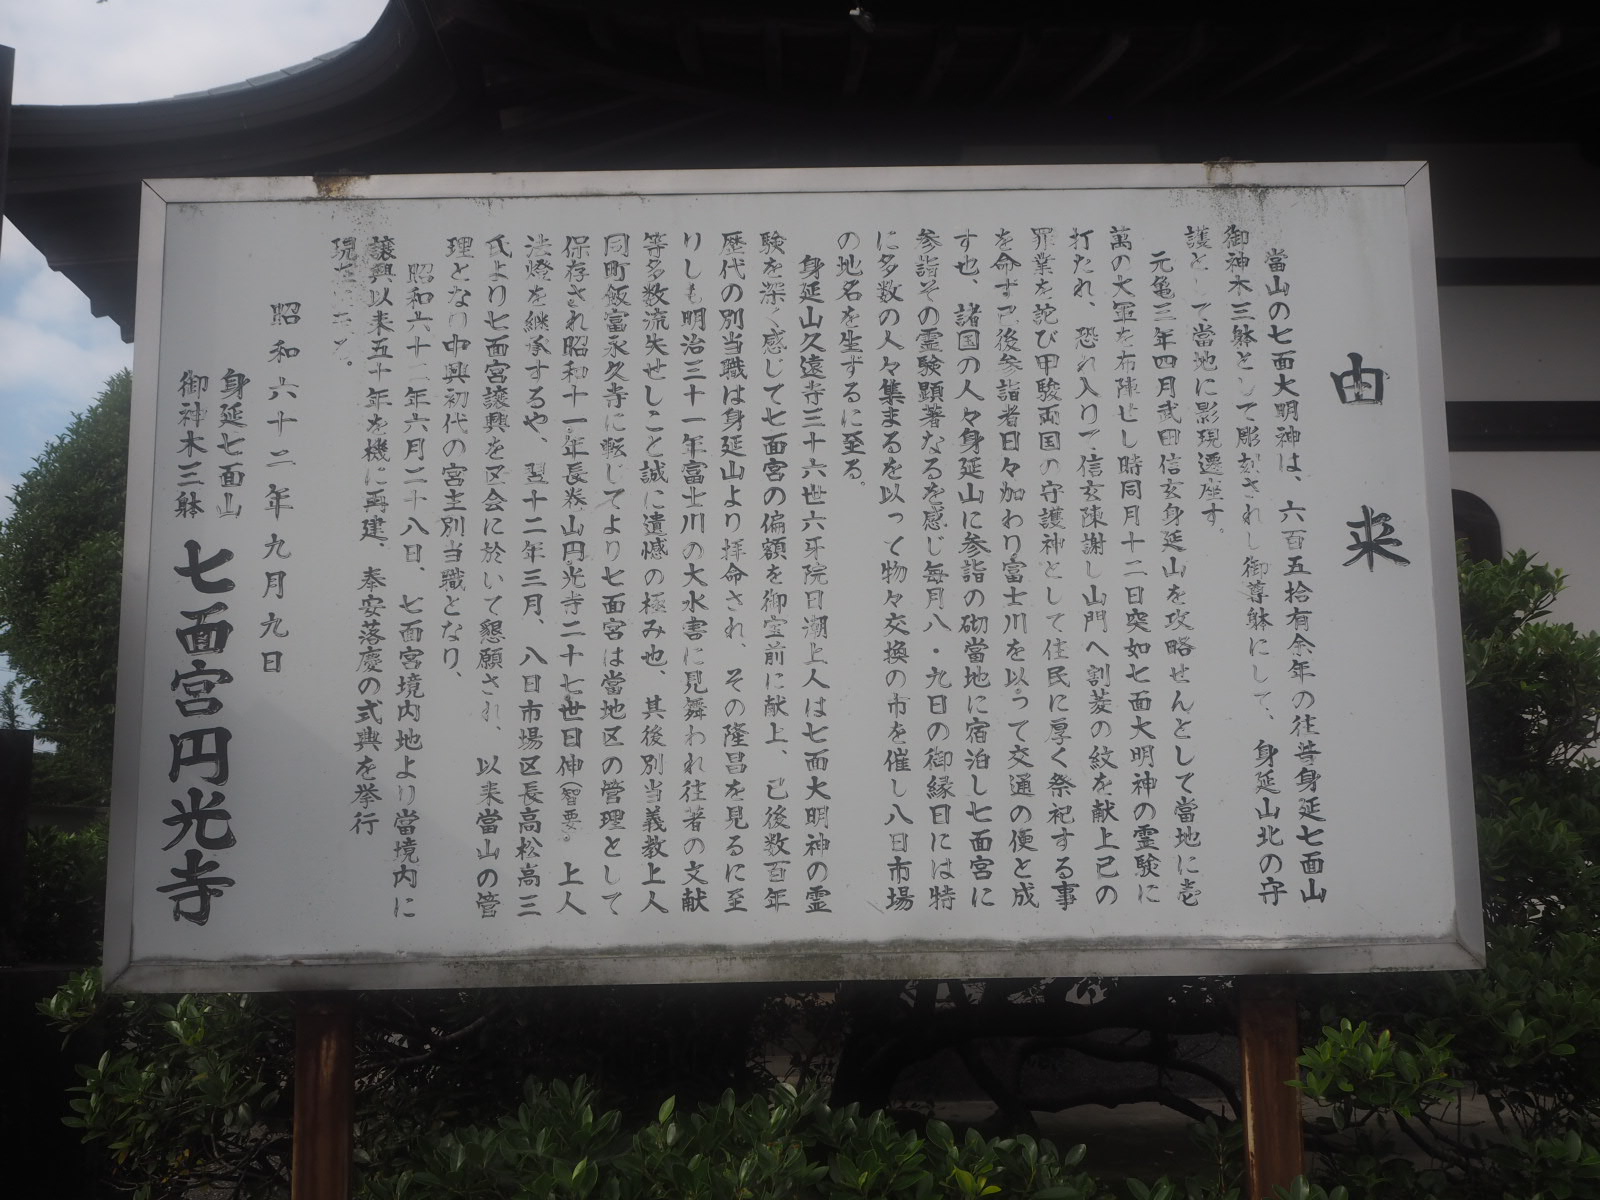 由来
當山の七面大明神は、六百五拾有余年の往昔身延七面山
御神木三躰として彫刻されし御尊躰にして、身延山北の守
護として當地に影現遷座す。
元亀三年四月武田信玄身延山を攻略せんとして當地に壱
萬の大軍を布陣せし時同月十二日突如七面大明神の霊験に
打たれ、恐れ入りて信玄陳謝し山門へ割菱の紋を献上己の
罪業を詫び甲駿両国の守護神として住民に厚く祭祀する事
を命ず己後参詣者日々加わり富士川を以って交通の便と成
す也、諸国の人々身延山に参詣の砌當地に宿泊し七面宮に
参詣その霊験顕著なるを感じ毎月八・九日の御縁日には特
に多数の人々集まるを以って物々交換の市を催し八日市場
の地名を生ずるに至る。
身延山久遠寺三十六世六牙院日潮上人は七面大明神の霊
験を深く感じて七面宮の偏額を御宝前に献上、已後数百年
歴代の別当職は身延山より拝命され、その隆昌を見るに至
りしも明治三十一年富士川の大水害に見舞われ往著の文献
等多数流失せしこと誠に遺憾の極み也、其後別当義教上人
同町飯富永久寺に転じてより七面宮は當地区の管理として
保存され昭和十一年長栄山円光寺二十七世日伸(智要)上人
法燈を継承するや、翌十二年三月、八日市場区長高松高三
氏より七面宮譲與を区会に於いて懇願され、以来當山の管
理となり中興初代の宮主別当職となり、
昭和六十二年六月二十八日、七面宮境内地より當境内に
譲與以来五十年を機に再建、奉安落慶の式典を挙行
現在に至る。
昭和六十二年九月九日
身延七面山
御神木三躰
七面宮円光寺